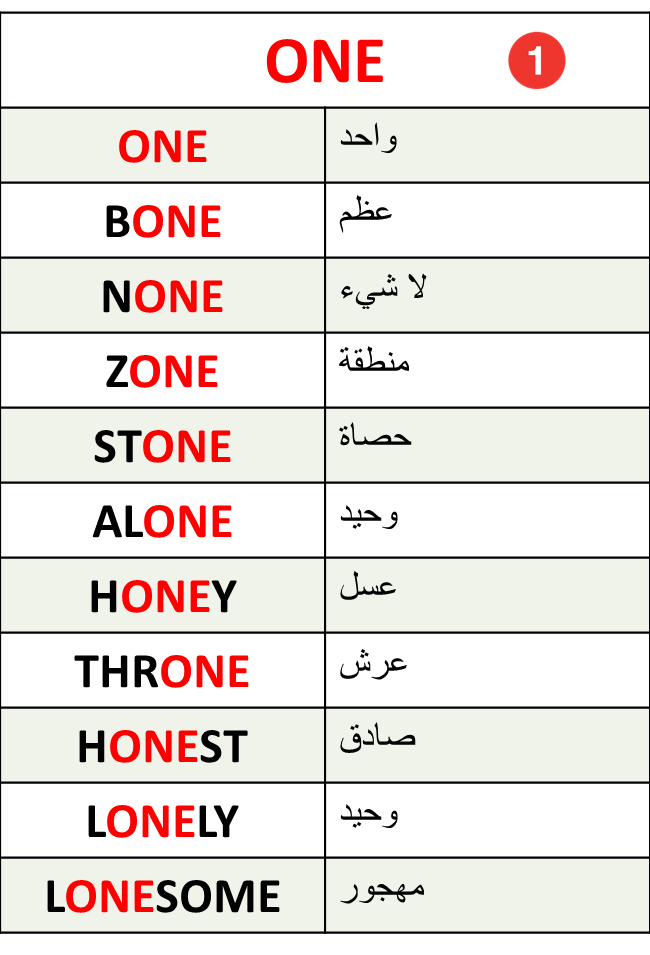 ONE 1
ONE واحد
BONE عظم
NONE لا شيء
ZONE منطقة
STONE حصاة
ALONE وحيد
HONEY عسل
THRONE عرش
HONEST صادق
LONELY وحيد
LONESOME مهجور